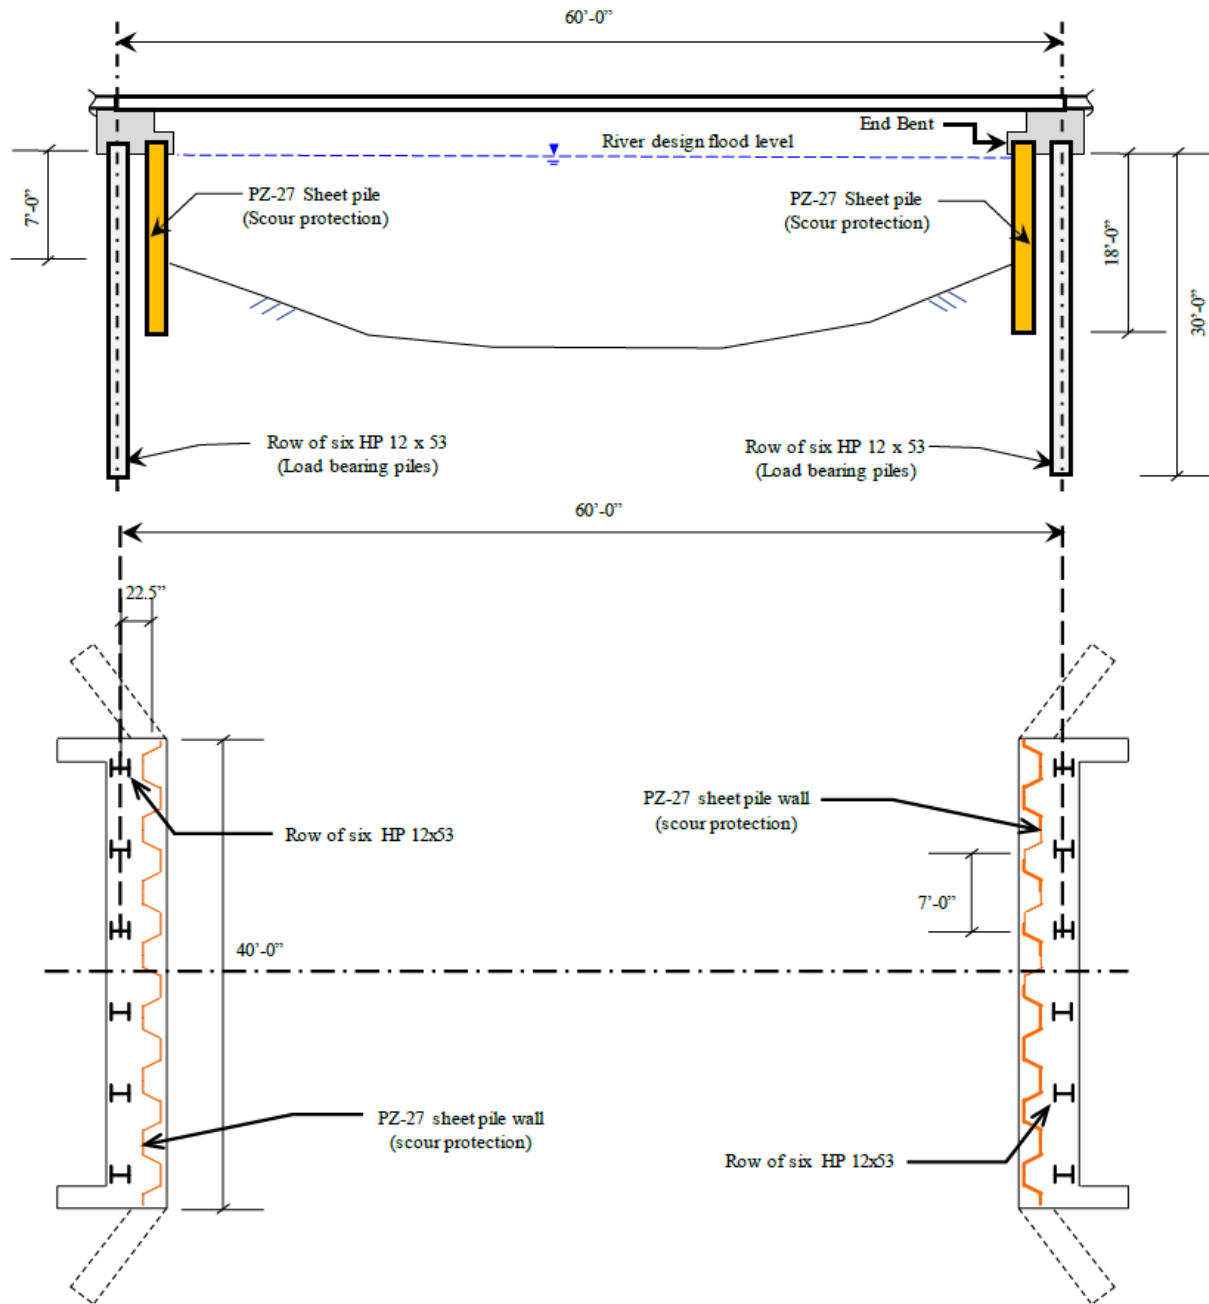 60’-0”
End Bent
River design flood level
PZ-27 Sheet pile
(Scour protection)
PZ-27 Sheet pile
(Scour protection)
7’-0”
18’-0”
30’-0”
Row of six HP 12 x 53
(Load bearing piles)
Row of six HP 12 x 53
(Load bearing piles)
60’-0”
22.5”
PZ-27 sheet pile wall
(scour protection)
Row of six HP 12x53
7’-0”
40’-0”
PZ-27 sheet pile wall
(scour protection)
Row of six HP 12x53